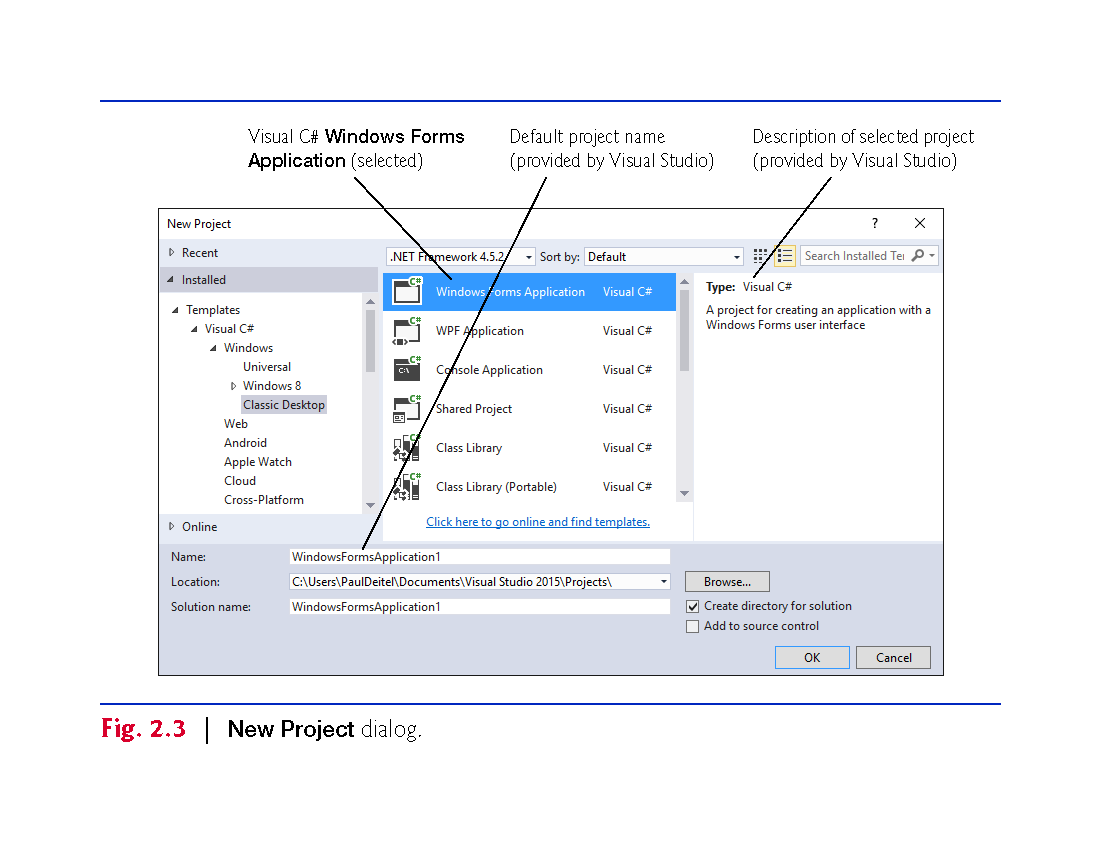 Visual C# Windows Forms
Application (selected)
Default project name
(provided by Visual Studio)
Description of selected project
(provided by Visual Studio)
New Project
?
Recent
.NET Framework 4.5.2
Sort by:
Default
Search Installed Te
Installed
Templates
Visual C#
Windows
Universal
Windows 8
Classic Desktop
Web
Android
Apple Watch
Cloud
Cross-Platform
Online
C# Windows Forms Application Visual C#
C# WPF Application Visual C#
C# C:\ Console Application Visual C#
C# Shared Project Visual C#
C# Class Library Visual C#
C# Class Library (Portable) Visual C#
Click here to go online and find templates.
Type: Visual C#
A project for creating an application with a
Windows Forms user interface
Name: WindowsFormsApplication1
Location: C:\Users\PaulDeitel\Documents\Visual Studio 2015\Projects\
Browse...
Solution name: WindowsFormsApplication1
Create directory for solution
Add to source control
OK
Cancel
Fig. 2.3 | New Project dialog.